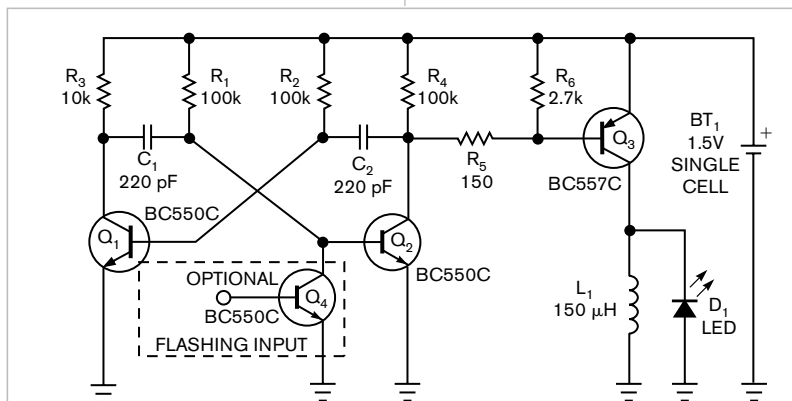 R3
10k
R1
100k
R2
100k
R4
100k
R6
2.7k
BT1
1.5V
SINGLE
CELL
+
C1
220 pF
C2
220 pF
R5
150
Q3
BC557C
BC550C
Q1
Q2
BC550C
OPTIONAL
Q4
BC550C
FLASHING INPUT
L1
150 μH
D1
LED